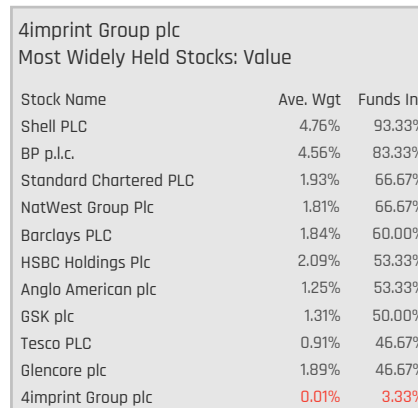 4imprint Group plc
Most Widely Held Stocks: Value
Stock Name Ave. Wgt Funds In
Shell PLC 4.76% 93.33%
BP p.l.c. 4.56% 83.33%
Standard Chartered PLC 1.93% 66.67%
NatWest Group Plc 1.81% 66.67%
Barclays PLC 1.84% 60.00%
HSBC Holdings Plc 2.09% 53.33%
Anglo American plc 1.25% 53.33%
GSK plc 1.31% 50.00%
Tesco PLC 0.91% 46.67%
Glencore plc 1.89% 46.67%
4imprint Group plc 0.01% 3.33%